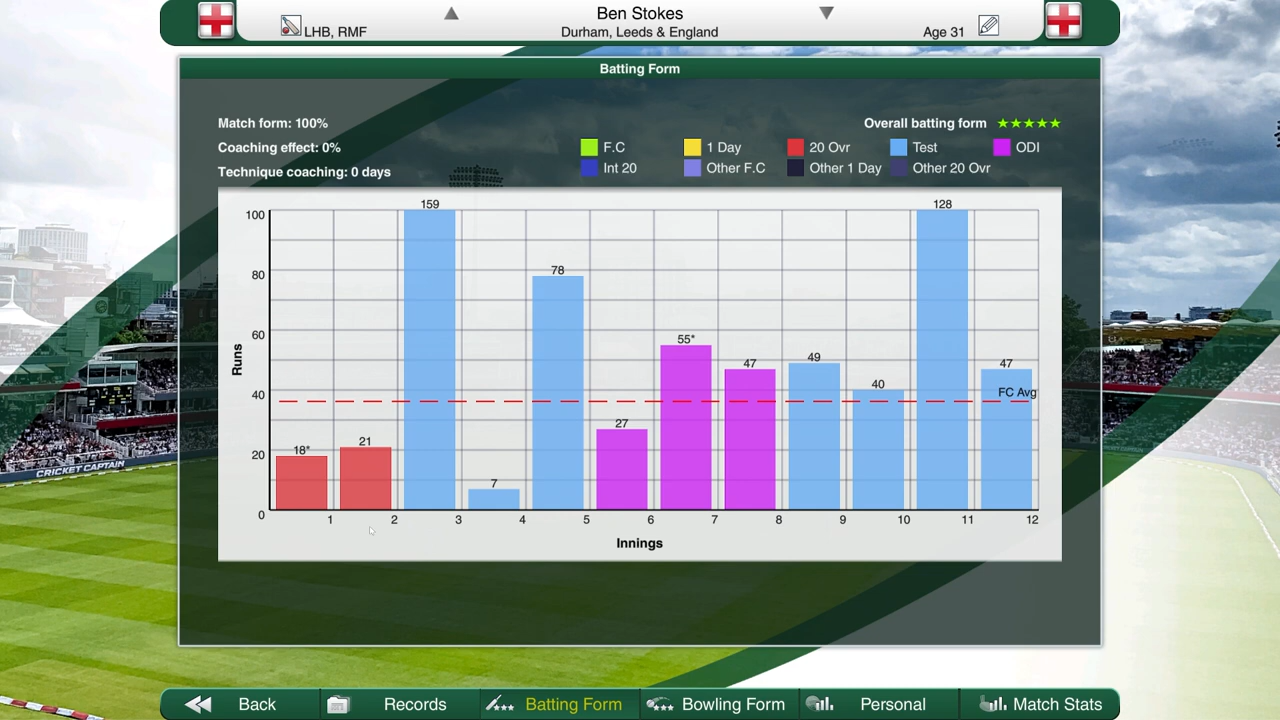 Ben Stokes
LHB, RMF
Durham, Leeds & England
Age 31
Batting Form
Match form: 100%
Overall batting form
Coaching effect: 0%
F.C
1 Day
20 Ovr
Test
ODI
Technique coaching: 0 days
Int 20
Other F.C
Other 1 Day
Other 20 Ovr
159
128
100
80
78
60
55*
49
47
47
40
40
FC Avg
Runs
27
21
18*
20
7
0
1 2 3 4 5 6 7 8 9 10 11 12
Innings
CRICKET CAPTAIN
Back
Records
Batting Form
Bowling Form
Personal
Match Stats